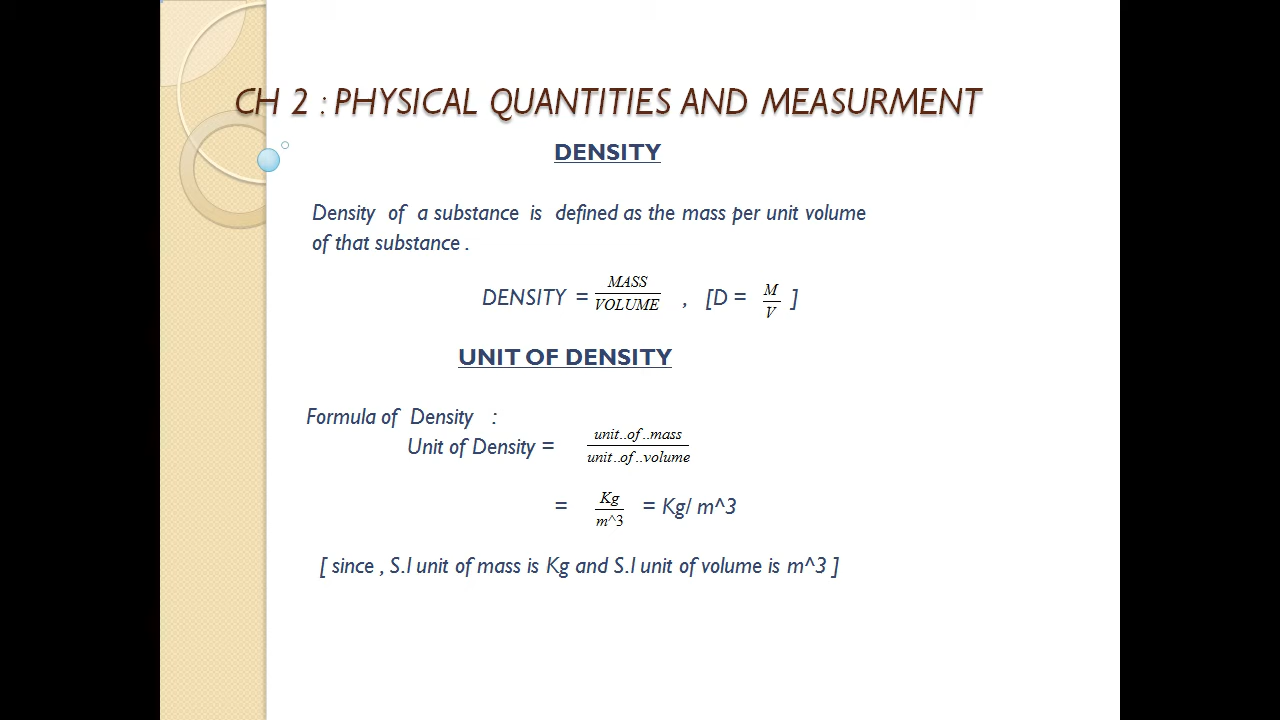 CH 2 : PHYSICAL QUANTITIES AND MEASURMENT
DENSITY
Density of a substance is defined as the mass per unit volume
of that substance .
DENSITY = MASS/VOLUME , [D = M/V ]
UNIT OF DENSITY
Formula of Density :
Unit of Density = unit..of..mass/unit..of..volume
= Kg/m^3 = Kg/ m^3
[ since , S.I unit of mass is Kg and S.I unit of volume is m^3 ]